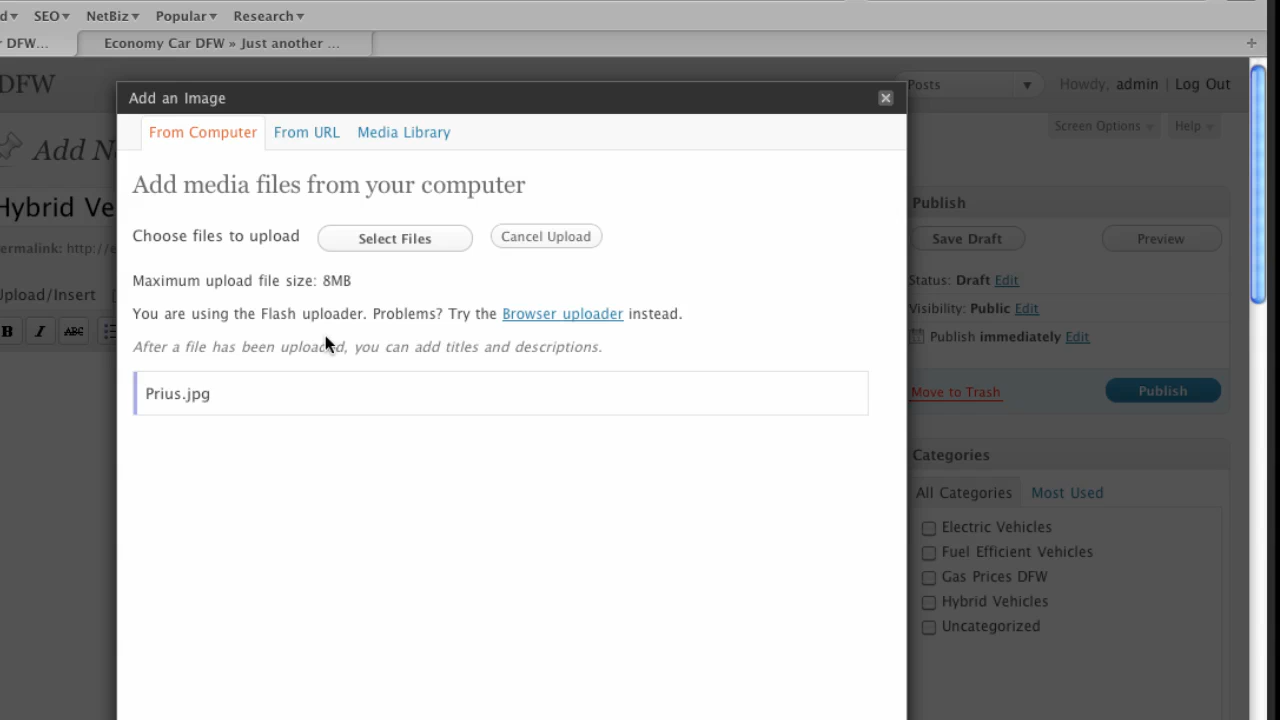 d SEO NetBiz Popular Research
r DFW... Economy Car DFW » Just another ... +
DFW Posts Howdy, admin | Log Out
Add an Image
Screen Options Help
From Computer From URL Media Library
Add N
Add media files from your computer
Hybrid Ve
Publish
Choose files to upload Select Files Cancel Upload
Save Draft Preview
ermalink: http://e
Maximum upload file size: 8MB
Status: Draft Edit
Upload/Insert
Visibility: Public Edit
You are using the Flash uploader. Problems? Try the Browser uploader instead.
B I ABC
Publish immediately Edit
After a file has been uploaded, you can add titles and descriptions.
Prius.jpg
Move to Trash Publish
Categories
All Categories Most Used
Electric Vehicles
Fuel Efficient Vehicles
Gas Prices DFW
Hybrid Vehicles
Uncategorized